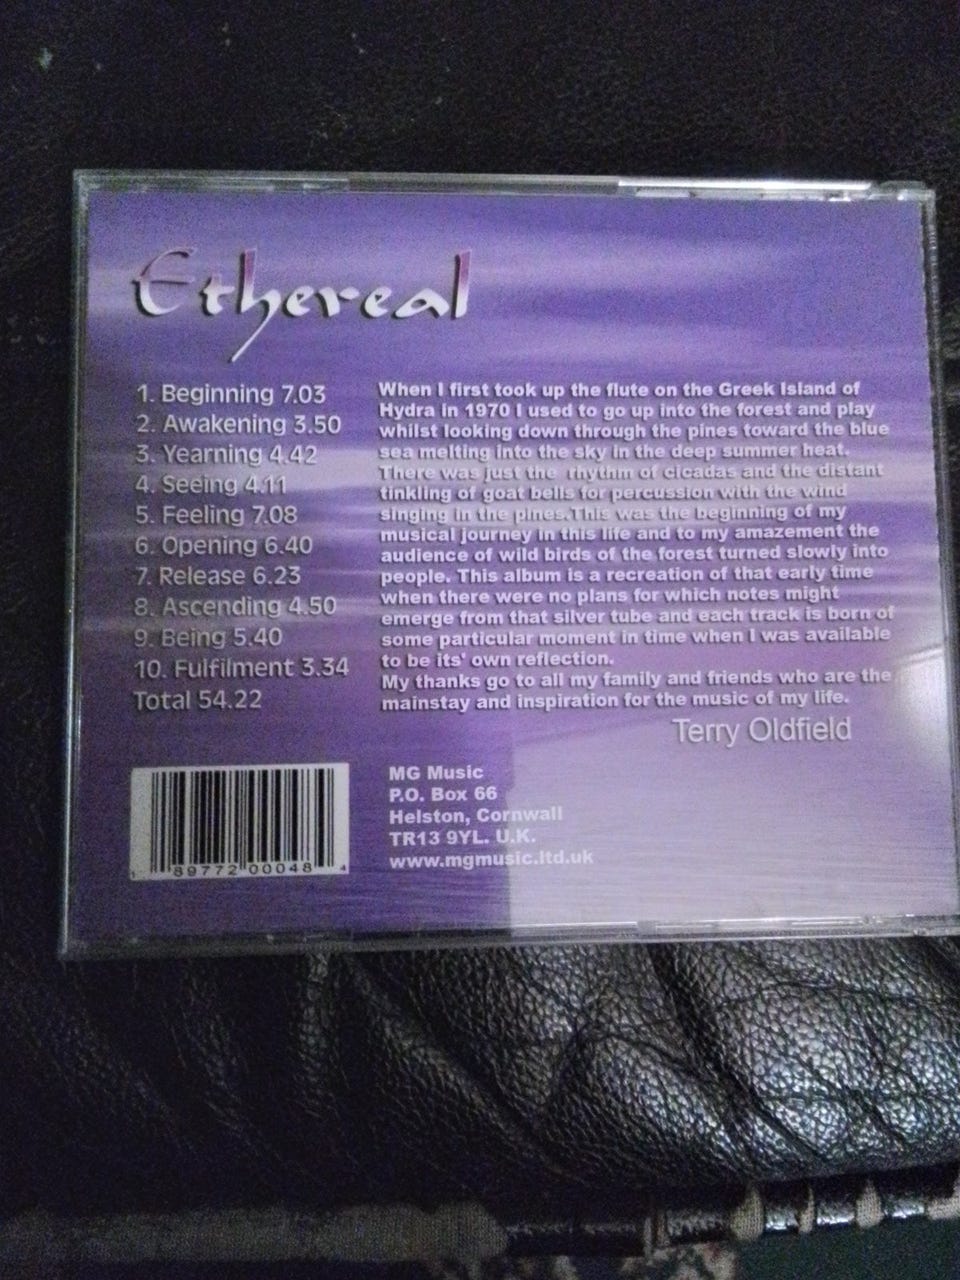 Ethereal
1. Beginning 7.03
2. Awakening 3.50
3. Yearning 4.42
4. Seeing 4.11
5. Feeling 7.08
6. Opening 6.40
7. Release 6.23
8. Ascending 4.50
9. Being 5.40
10. Fulfilment 3.34
Total 54.22
When I first took up the flute on the Greek Island of
Hydra in 1970 I used to go up into the forest and play
whilst looking down through the pines toward the blue
sea melting into the sky in the deep summer heat.
There was just the rhythm of cicadas and the distant
tinkling of goat bells for percussion with the wind
singing in the pines.This was the beginning of my
musical journey in this life and to my amazement the
audience of wild birds of the forest turned slowly into
people. This album is a recreation of that early time
when there were no plans for which notes might
emerge from that silver tube and each track is born of
some particular moment in time when I was available
to be its' own reflection.
My thanks go to all my family and friends who are the
mainstay and inspiration for the music of my life.
Terry Oldfield
MG Music
P.O. Box 66
Helston, Cornwall
TR13 9YL. U.K.
www.mgmusic.ltd.uk
1 89772 00048 4